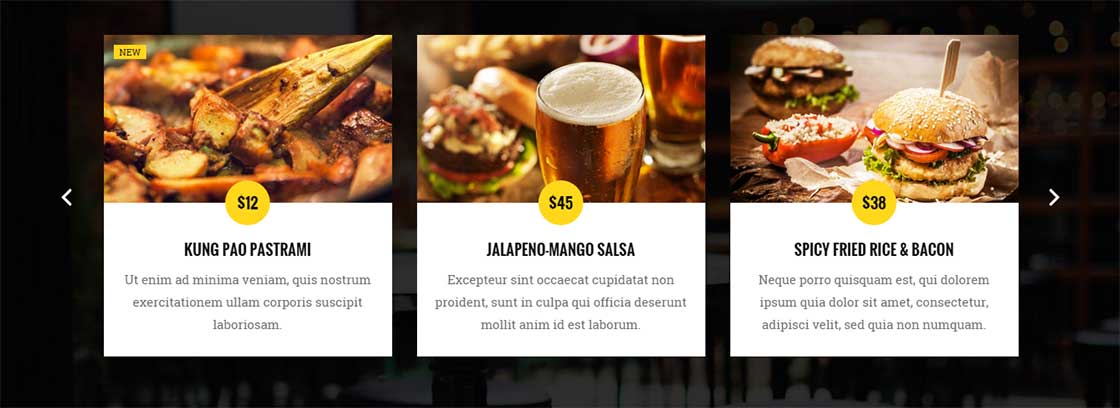 NEW
$12
KUNG PAO PASTRAMI
Ut enim ad minima veniam, quis nostrum
exercitationem ullam corporis suscipit
laboriosam.
$45
JALAPENO-MANGO SALSA
Excepteur sint occaecat cupidatat non
proident, sunt in culpa qui officia deserunt
mollit anim id est laborum.
$38
SPICY FRIED RICE & BACON
Neque porro quisquam est, qui dolorem
ipsum quia dolor sit amet, consectetur,
adipisci velit, sed quia non numquam.